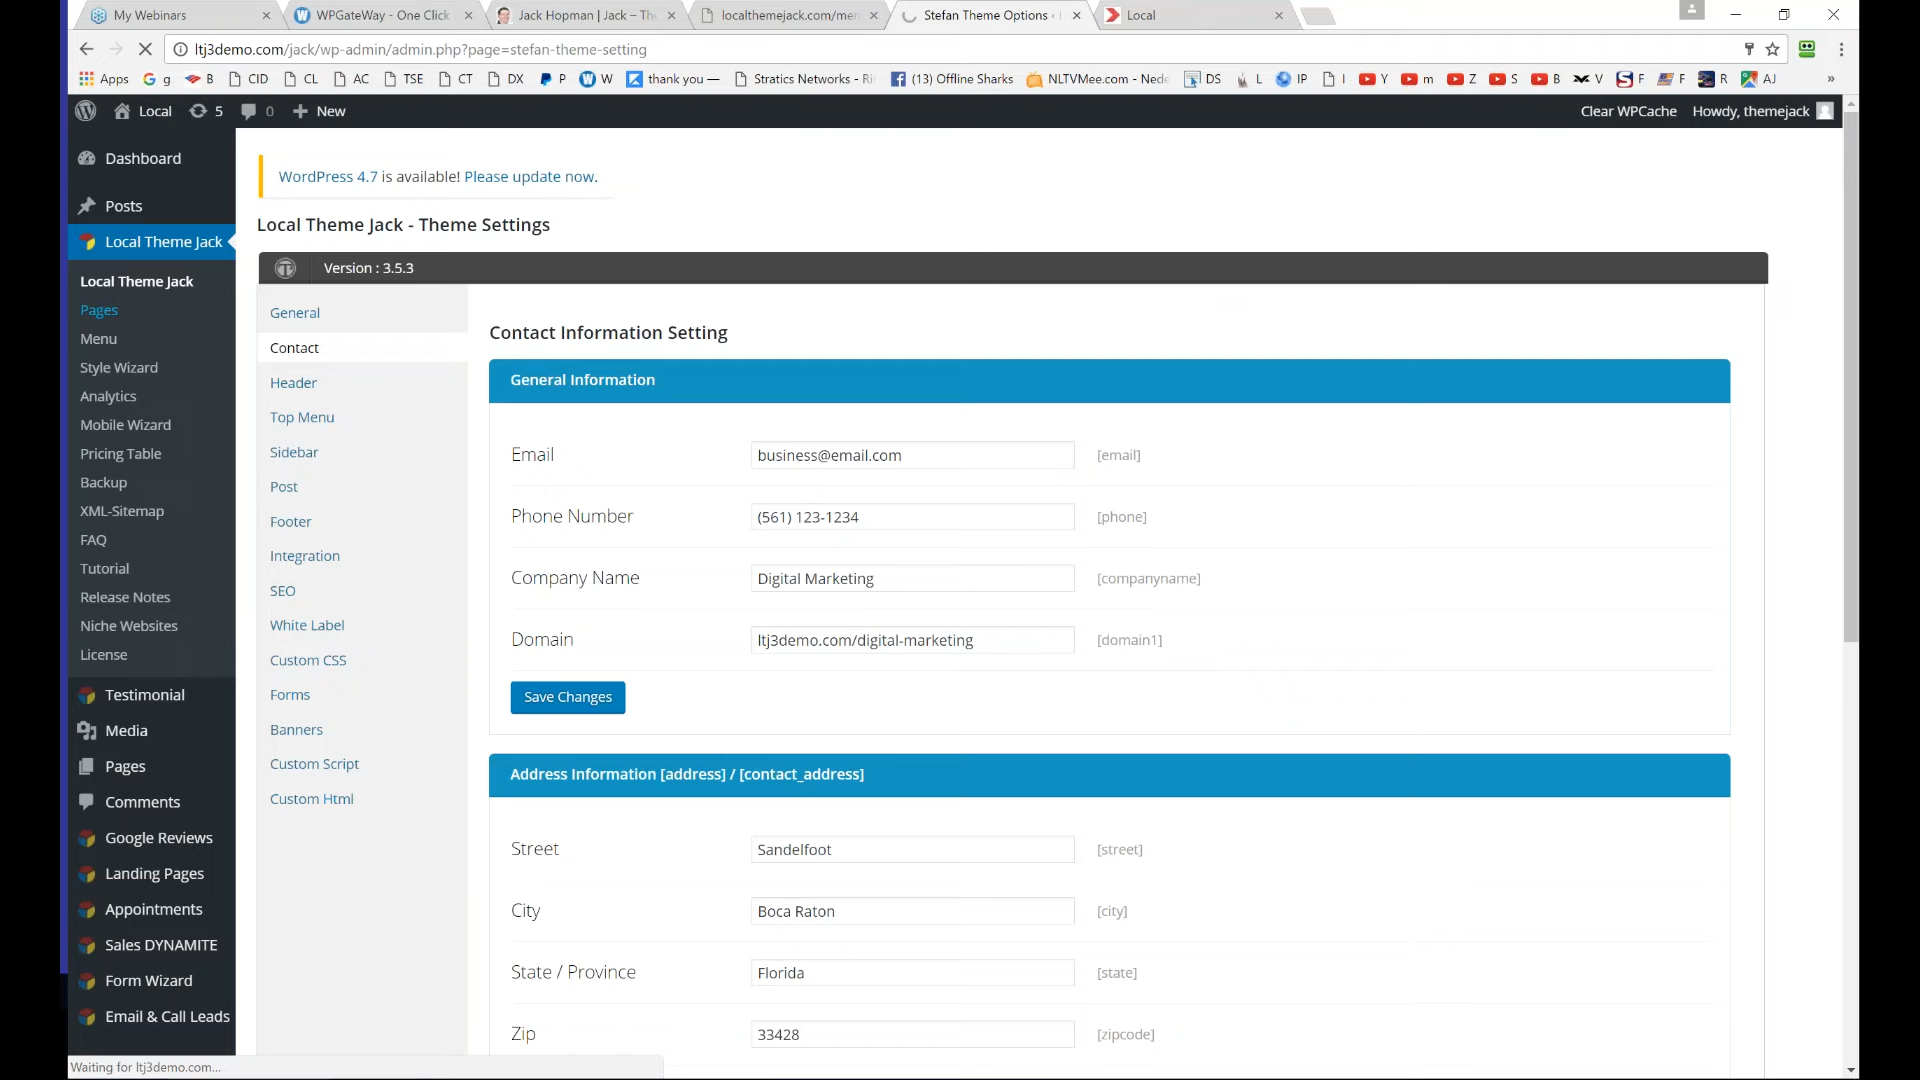 My Webinars
WPGateWay - One Click
Jack Hopman | Jack – The
localthemejack.com/mem
Stefan Theme Options ‹ L
Local
ltj3demo.com/jack/wp-admin/admin.php?page=stefan-theme-setting
Apps
g
B
CID
CL
AC
TSE
CT
DX
P
W
thank you —
Stratics Networks - Rin
(13) Offline Sharks
NLTVMee.com - Nede
DS
L
IP
I
Y
m
Z
S
B
V
F
F
R
AJ
»
Local
5
0
New
Clear WPCache
Howdy, themejack
Dashboard
Posts
Local Theme Jack
Local Theme Jack
Pages
Menu
Style Wizard
Analytics
Mobile Wizard
Pricing Table
Backup
XML-Sitemap
FAQ
Tutorial
Release Notes
Niche Websites
License
Testimonial
Media
Pages
Comments
Google Reviews
Landing Pages
Appointments
Sales DYNAMITE
Form Wizard
Email & Call Leads
WordPress 4.7 is available! Please update now.
Local Theme Jack - Theme Settings
Version : 3.5.3
General
Contact
Header
Top Menu
Sidebar
Post
Footer
Integration
SEO
White Label
Custom CSS
Forms
Banners
Custom Script
Custom Html
Contact Information Setting
General Information
Email business@email.com [email]
Phone Number (561) 123-1234 [phone]
Company Name Digital Marketing [companyname]
Domain ltj3demo.com/digital-marketing [domain1]
Save Changes
Address Information [address] / [contact_address]
Street Sandelfoot [street]
City Boca Raton [city]
State / Province Florida [state]
Zip 33428 [zipcode]
Waiting for ltj3demo.com...